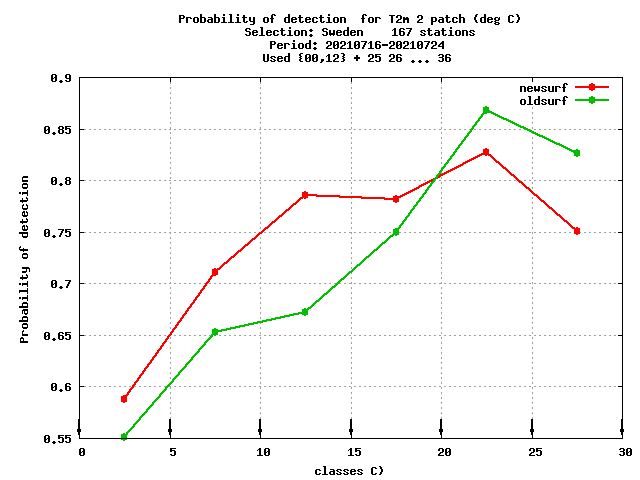 Probability of detection  for T2m 2 patch (deg C)
Selection: Sweden    167 stations
Period: 20210716-20210724
Used {00,12} + 25 26 ... 36
newsurf
oldsurf
Probability of detection
0.9
0.85
0.8
0.75
0.7
0.65
0.6
0.55
0 5 10 15 20 25 30
classes C)